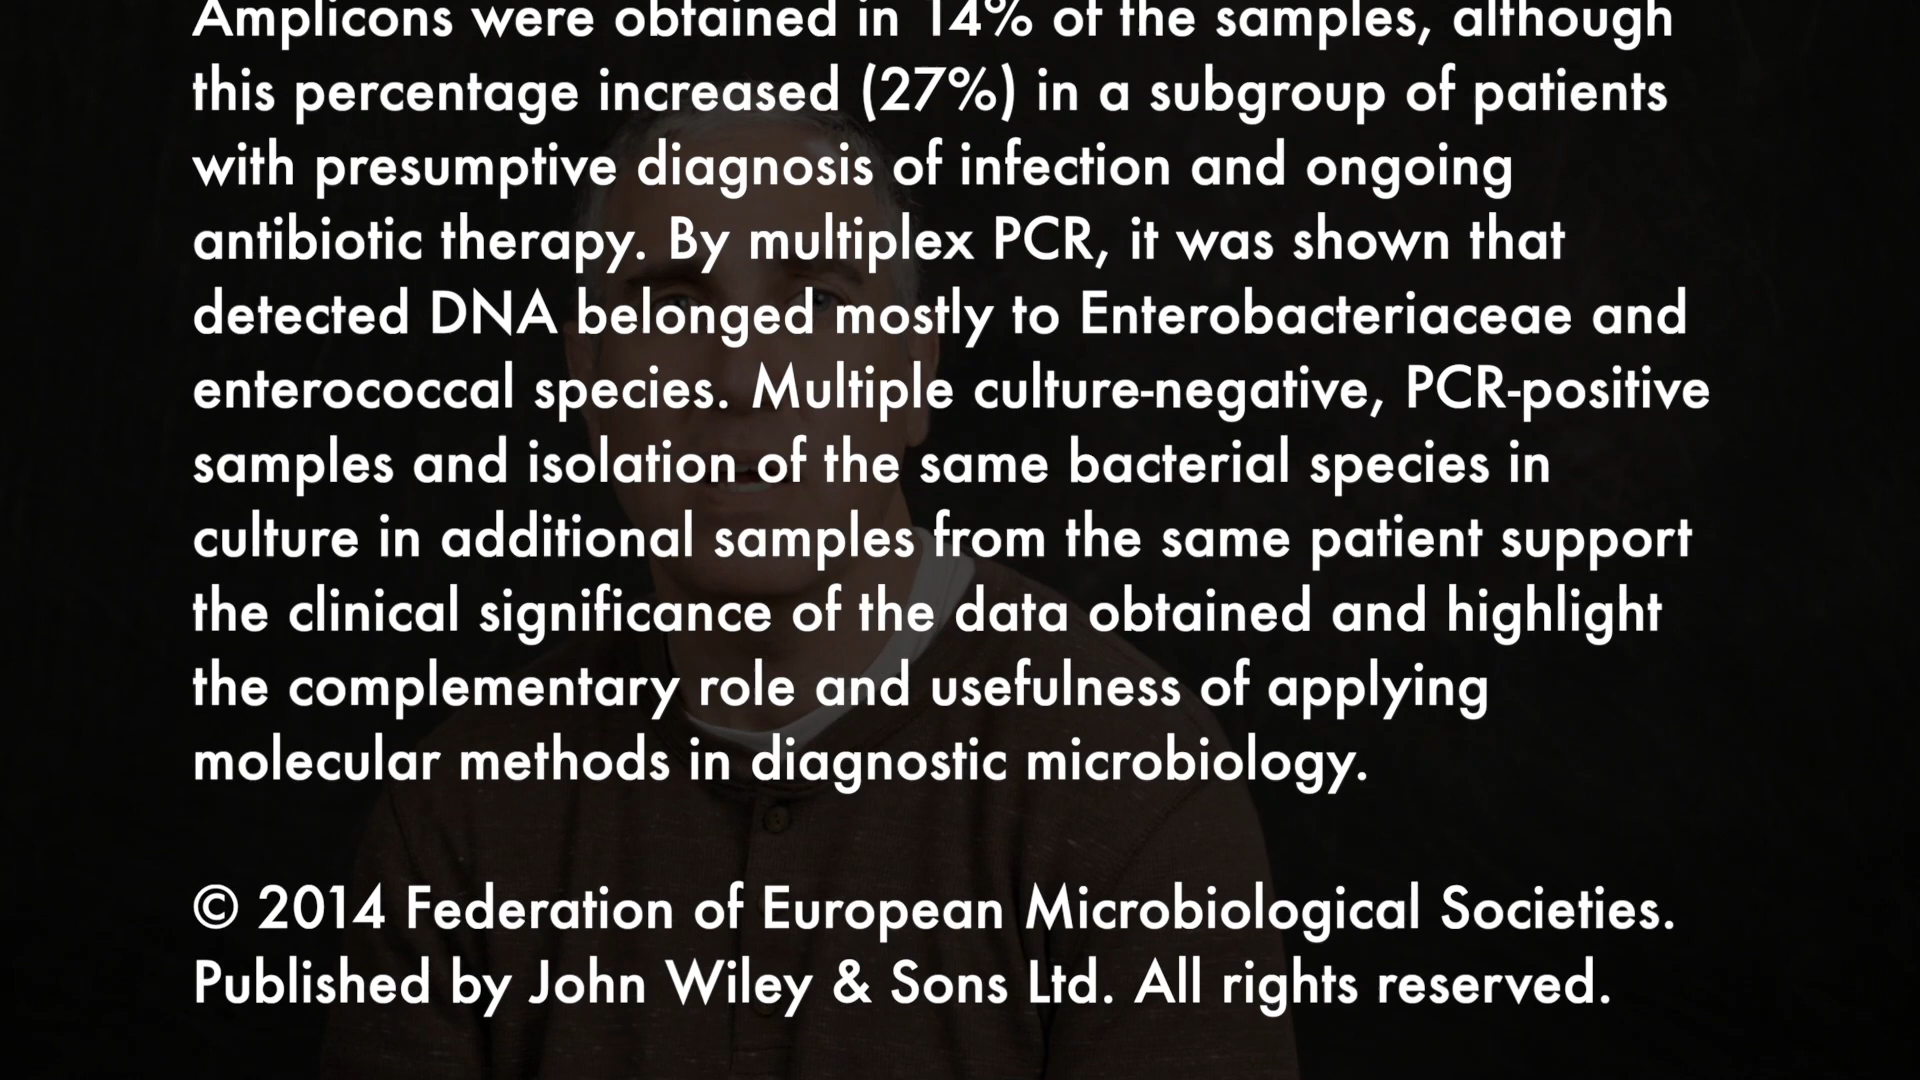 Amplicons were obtained in 14% of the samples, although
this percentage increased (27%) in a subgroup of patients
with presumptive diagnosis of infection and ongoing
antibiotic therapy. By multiplex PCR, it was shown that
detected DNA belonged mostly to Enterobacteriaceae and
enterococcal species. Multiple culture-negative, PCR-positive
samples and isolation of the same bacterial species in
culture in additional samples from the same patient support
the clinical significance of the data obtained and highlight
the complementary role and usefulness of applying
molecular methods in diagnostic microbiology.
© 2014 Federation of European Microbiological Societies.
Published by John Wiley & Sons Ltd. All rights reserved.